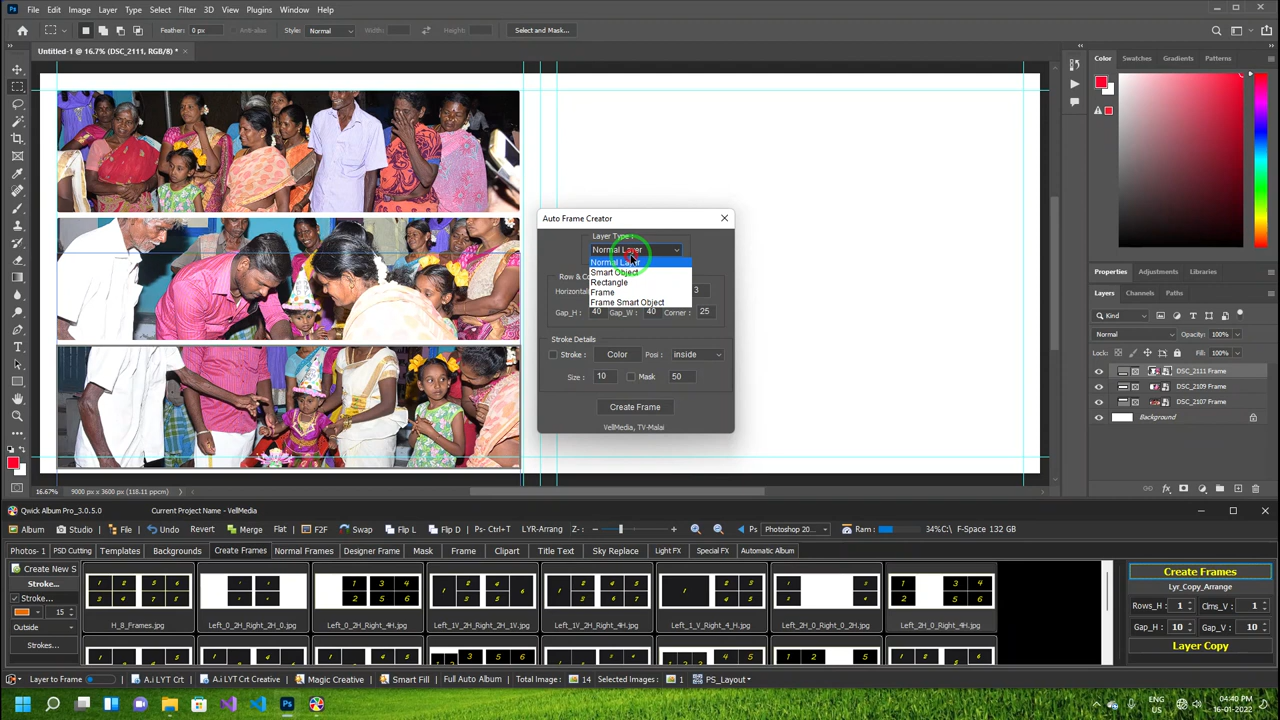 Ps File Edit Image Layer Type Select Filter 3D View Plugins Window Help
Feather: 0 px Anti-alias Style: Normal Width: Height: Select and Mask...
Untitled-1 @ 16.7% (DSC_2111, RGB/8) * ×
Color Swatches Gradients Patterns
Auto Frame Creator
Layer Type :
Normal Layer
Normal Layer
Smart Object
Rectangle
Frame
Frame Smart Object
Row & C
Horizontal 3
Gap_H : 40 Gap_W : 40 Corner : 25
Stroke Details
Stroke : Color Posi : inside
Size : 10 Mask 50
Create Frame
VellMedia, TV-Malai
Properties Adjustments Libraries
Layers Channels Paths
Kind
Normal Opacity: 100%
Lock: Fill: 100%
DSC_2111 Frame
DSC_2109 Frame
DSC_2107 Frame
Background
16.67% 9000 px x 3600 px (118.11 ppcm)
Qwick Album Pro_3.0.5.0 Current Project Name - VellMedia
Album Studio File Undo Revert Merge Flat F2F Swap Flip L Flip D Ps- Ctrl+T LYR-Arrang Z- : Ps Photoshop 20... Ram : 34%C:\ F-Space 132 GB
Photos- 1 PSD Cutting Templates Backgrounds Create Frames Normal Frames Designer Frame Mask Frame Clipart Title Text Sky Replace Light FX Special FX Automatic Album
Create New S
Stroke...
Stroke...
15
Outside
Strokes...
H_8_Frames.jpg Left_0_2H_Right_2H_0.jpg Left_0_2H_Right_4H.jpg Left_1V_2H_Right_2H_1V.jpg Left_1V_2H_Right_4H.jpg Left_1_V_Right_4_H.jpg Left_2H_0_Right_0_2H.jpg Left_2H_0_Right_4H.jpg
Create Frames
Lyr_Copy_Arrange
Rows_H : 1 Clms_V : 1
Gap_H : 10 Gap_V : 10
Layer Copy
Layer to Frame A.i LYT Crt A.i LYT Crt Creative Magic Creative Smart Fill Full Auto Album Total Image : 14 Selected Images : 1 PS_Layout
ENG
US
04:40 PM
16-01-2022